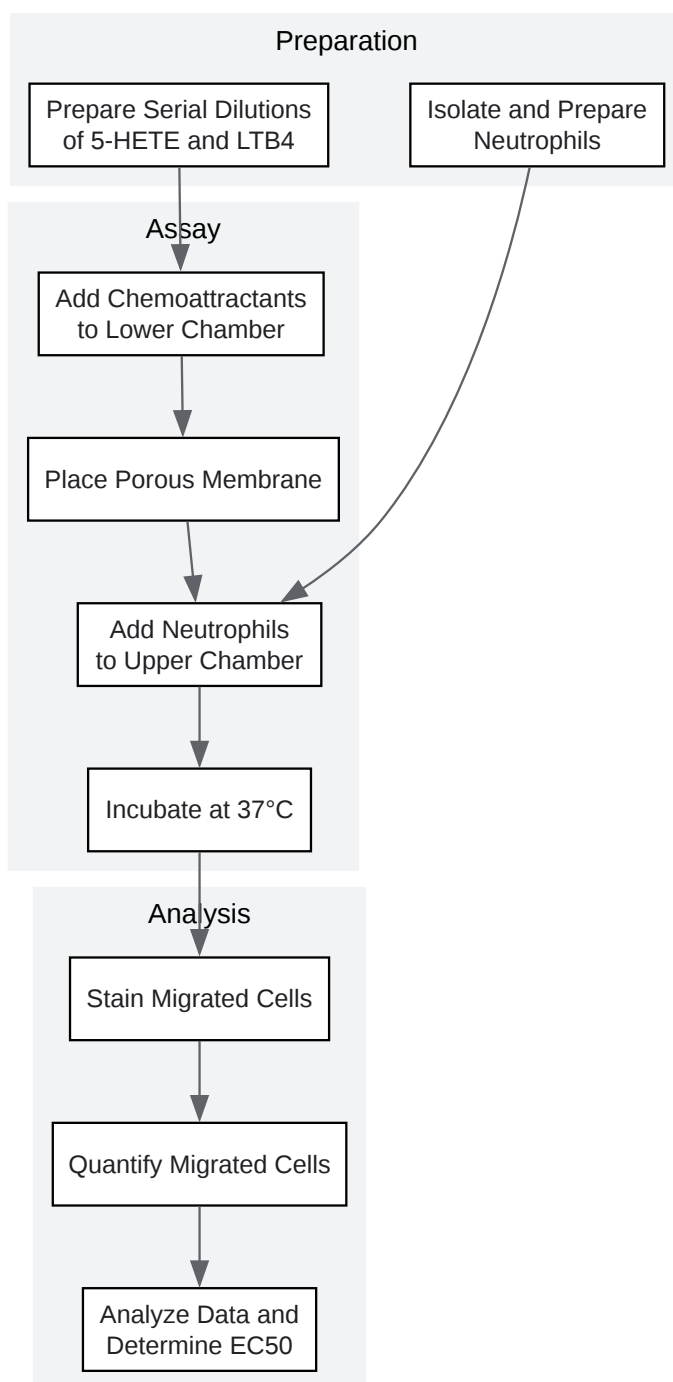 Preparation
Prepare Serial Dilutions
of 5-HETE and LTB4
Isolate and Prepare
Neutrophils
Assay
Add Chemoattractants
to Lower Chamber
Place Porous Membrane
Add Neutrophils
to Upper Chamber
Incubate at 37°C
Analysis
Stain Migrated Cells
Quantify Migrated Cells
Analyze Data and
Determine EC50